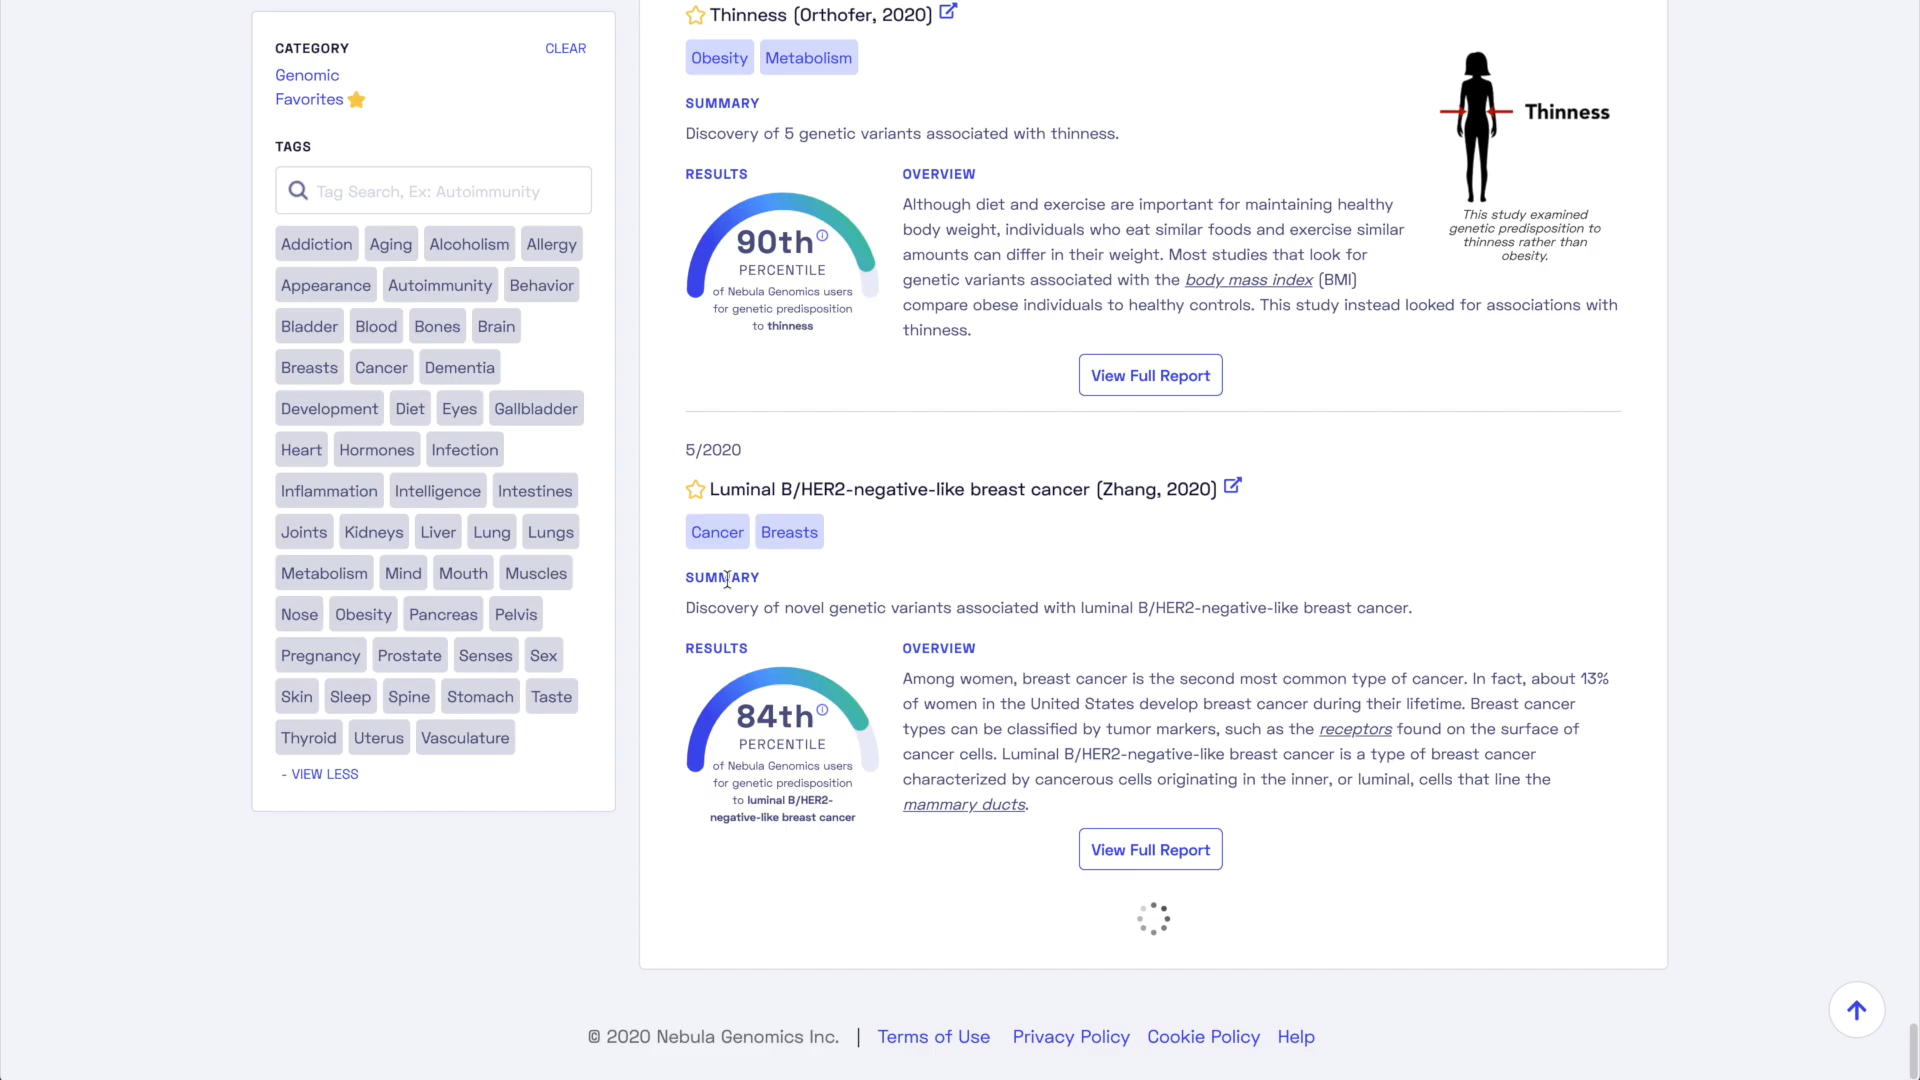 CATEGORY CLEAR
Genomic
Favorites
TAGS
Tag Search, Ex: Autoimmunity
Addiction Aging Alcoholism Allergy
Appearance Autoimmunity Behavior
Bladder Blood Bones Brain
Breasts Cancer Dementia
Development Diet Eyes Gallbladder
Heart Hormones Infection
Inflammation Intelligence Intestines
Joints Kidneys Liver Lung Lungs
Metabolism Mind Mouth Muscles
Nose Obesity Pancreas Pelvis
Pregnancy Prostate Senses Sex
Skin Sleep Spine Stomach Taste
Thyroid Uterus Vasculature
- VIEW LESS
Thinness (Orthofer, 2020)
Obesity Metabolism
SUMMARY
Discovery of 5 genetic variants associated with thinness.
RESULTS
90th
PERCENTILE
of Nebula Genomics users
for genetic predisposition
to thinness
OVERVIEW
Although diet and exercise are important for maintaining healthy
body weight, individuals who eat similar foods and exercise similar
amounts can differ in their weight. Most studies that look for
genetic variants associated with the body mass index (BMI)
compare obese individuals to healthy controls. This study instead looked for associations with
thinness.
Thinness
This study examined
genetic predisposition to
thinness rather than
obesity.
View Full Report
5/2020
Luminal B/HER2-negative-like breast cancer (Zhang, 2020)
Cancer Breasts
SUMMARY
Discovery of novel genetic variants associated with luminal B/HER2-negative-like breast cancer.
RESULTS
84th
PERCENTILE
of Nebula Genomics users
for genetic predisposition
to luminal B/HER2-
negative-like breast cancer
OVERVIEW
Among women, breast cancer is the second most common type of cancer. In fact, about 13%
of women in the United States develop breast cancer during their lifetime. Breast cancer
types can be classified by tumor markers, such as the receptors found on the surface of
cancer cells. Luminal B/HER2-negative-like breast cancer is a type of breast cancer
characterized by cancerous cells originating in the inner, or luminal, cells that line the
mammary ducts.
View Full Report
© 2020 Nebula Genomics Inc. | Terms of Use Privacy Policy Cookie Policy Help